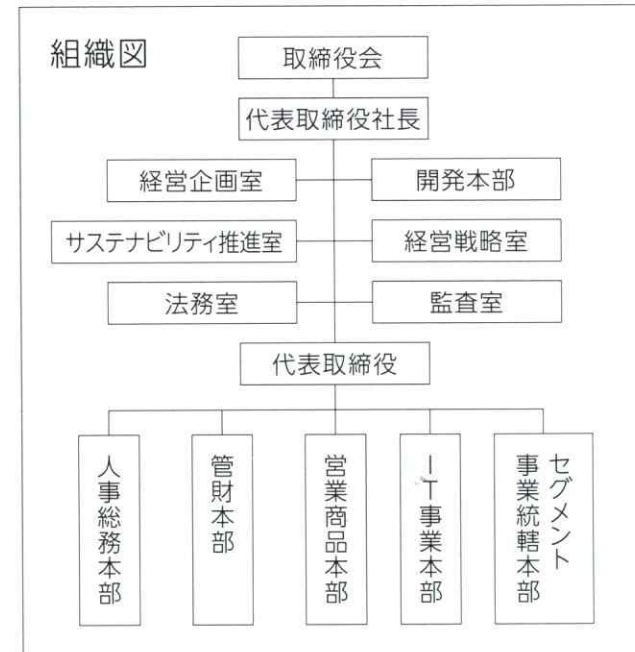 組織図
取締役会
代表取締役社長
経営企画室
開発本部
サステナビリティ推進室
経営戦略室
法務室
監査室
代表取締役
人事総務本部
管財本部
営業商品本部
IT事業本部
セグメント
事業統轄本部